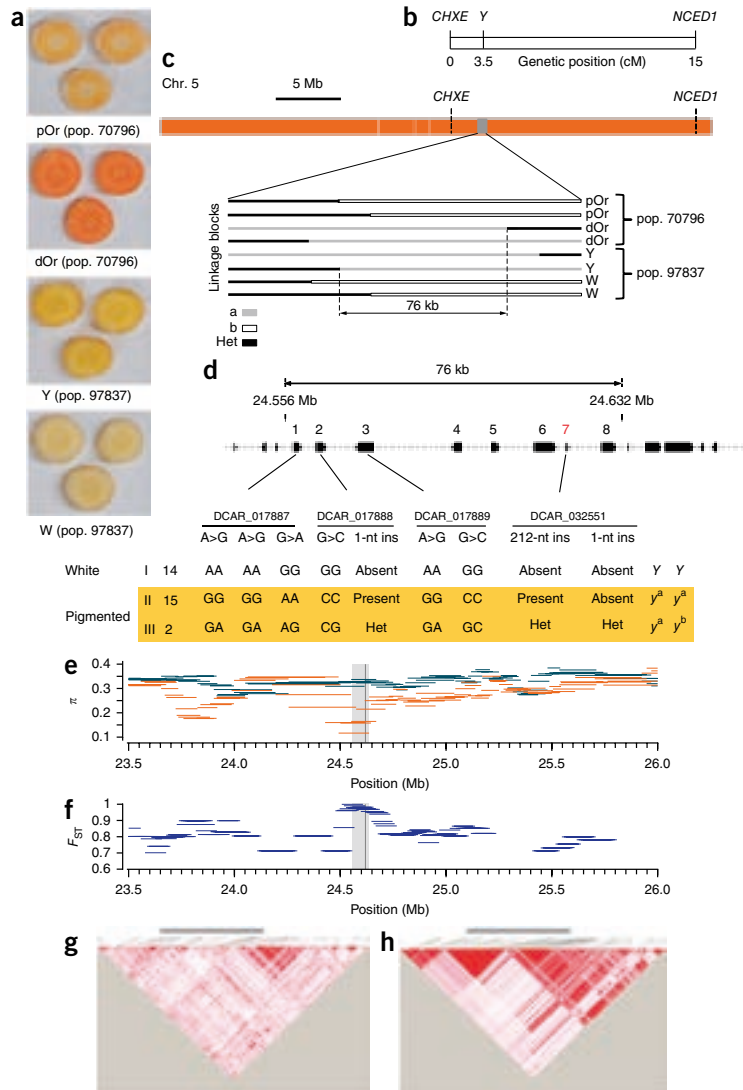 a
pOr (pop. 70796)
dOr (pop. 70796)
Y (pop. 97837)
W (pop. 97837)
b
CHXE Y NCED1
0 3.5 Genetic position (cM) 15
c
Chr. 5
5 Mb
CHXE NCED1
Linkage blocks
pOr
pOr
dOr
dOr
Y
Y
W
W
pop. 70796
pop. 97837
76 kb
a
b
Het
d
76 kb
24.556 Mb 24.632 Mb
1 2 3 4 5 6 7 8
DCAR_017887 DCAR_017888 DCAR_017889 DCAR_032551
A>G A>G G>A G>C 1-nt ins A>G G>C 212-nt ins 1-nt ins
White I 14 AA AA GG GG Absent AA GG Absent Absent Y Y
Pigmented
II 15 GG GG AA CC Present GG CC Present Absent yᵃ yᵃ
III 2 GA GA AG CG Het GA GC Het Het yᵃ yᵇ
e
π
0.4
0.3
0.2
0.1
23.5 24.0 24.5 25.0 25.5 26.0
Position (Mb)
f
FST
1
0.9
0.8
0.7
0.6
23.5 24.0 24.5 25.0 25.5 26.0
Position (Mb)
g
h